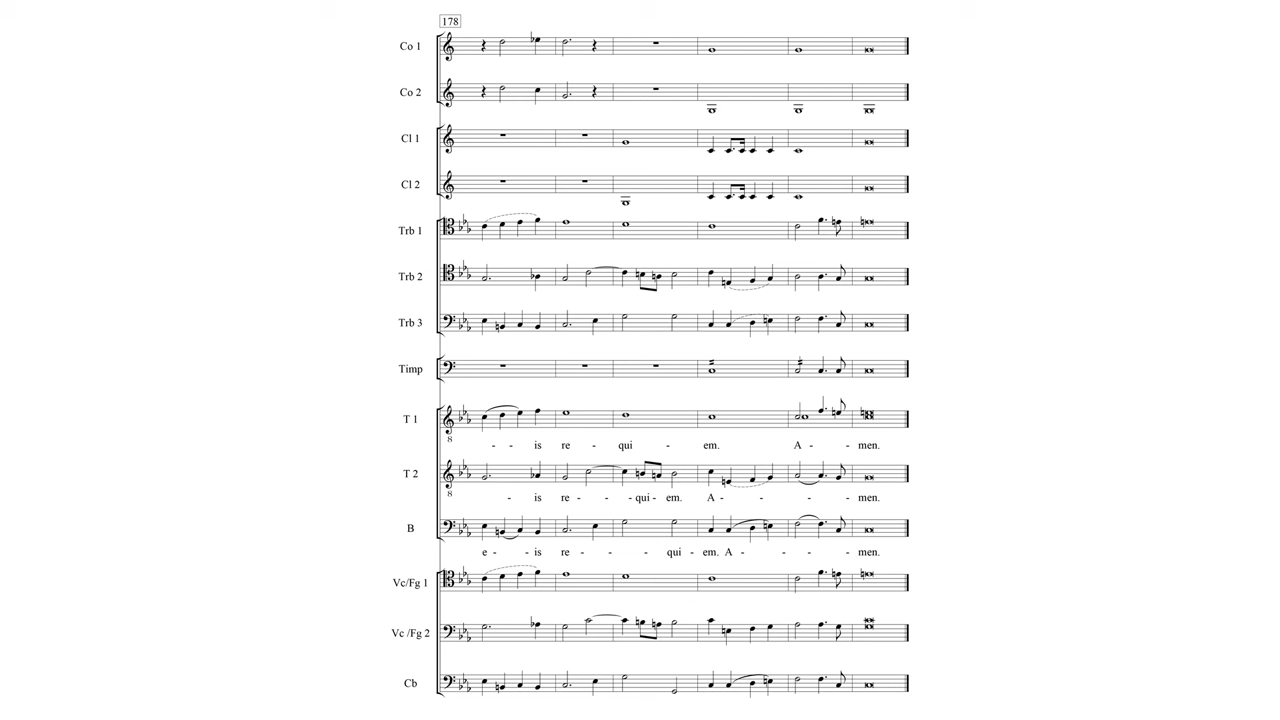 178
Co 1
Co 2
Cl 1
Cl 2
Trb 1
Trb 2
Trb 3
Timp
T 1
8
- - is re - qui - em. A - - men.
T 2
8
- is re - - - qui - em. A - - - - men.
B
e - is re - - - qui - em. A - - - - men.
Vc/Fg 1
Vc /Fg 2
Cb